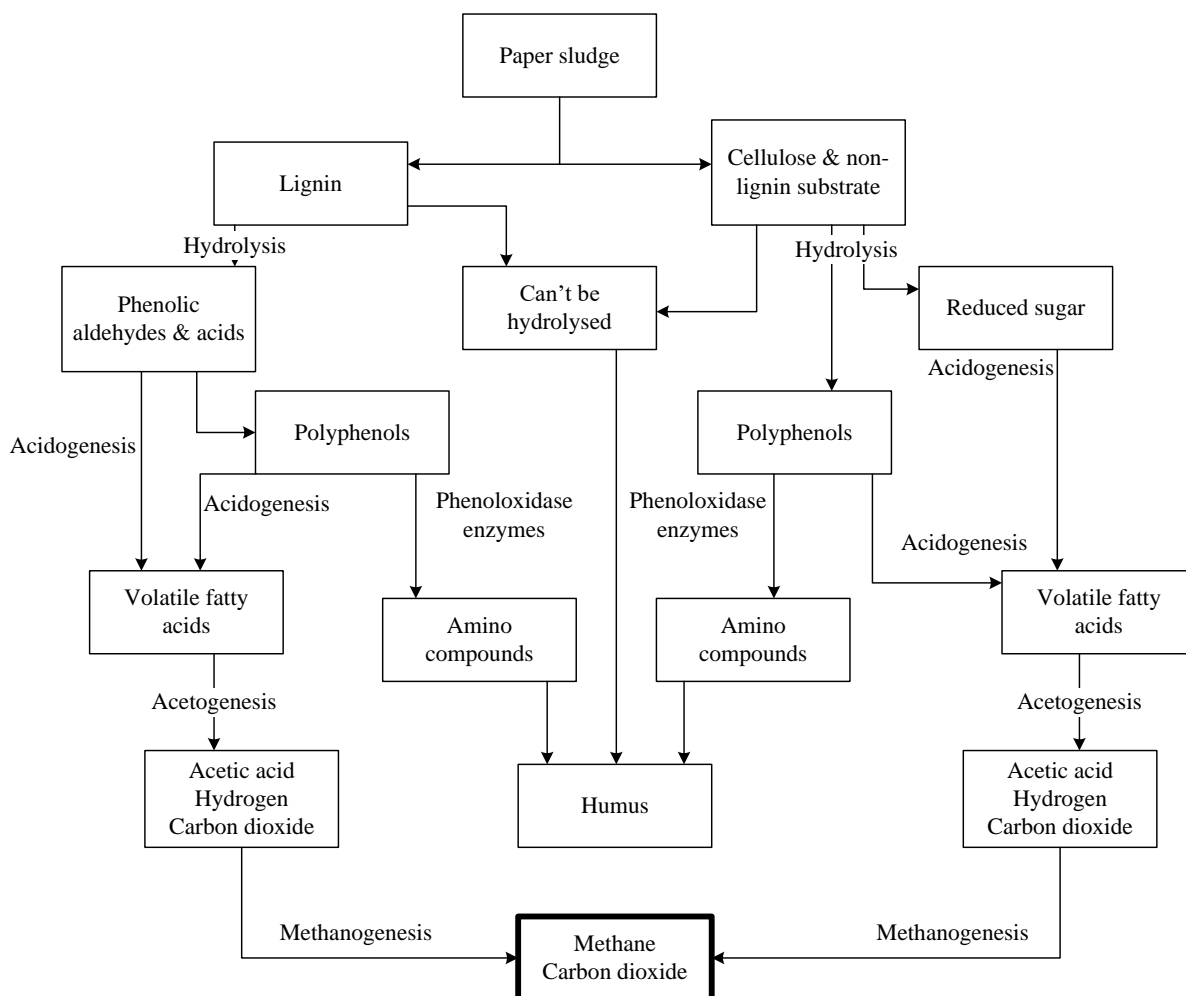 Paper sludge
Lignin
Cellulose & non-
lignin substrate
Hydrolysis
Hydrolysis
Phenolic
aldehydes & acids
Can't be
hydrolysed
Reduced sugar
Acidogenesis
Acidogenesis
Polyphenols
Polyphenols
Acidogenesis
Phenoloxidase
enzymes
Phenoloxidase
enzymes
Acidogenesis
Volatile fatty
acids
Amino
compounds
Amino
compounds
Volatile fatty
acids
Acetogenesis
Acetogenesis
Acetic acid
Hydrogen
Carbon dioxide
Humus
Acetic acid
Hydrogen
Carbon dioxide
Methanogenesis
Methane
Carbon dioxide
Methanogenesis